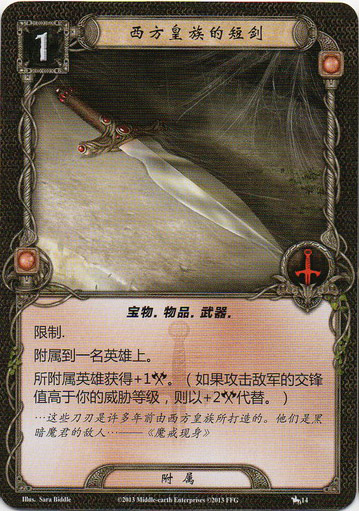 1
西方皇族的短剑
宝物. 物品. 武器.
限制.
附属到一名英雄上。
所附属英雄获得+1。（如果攻击敌军的交锋
值高于你的威胁等级，则以+2代替。）
…这些刀刃是许多年前由西方皇族所打造的。他们是黑
暗魔君的敌人……——《魔戒现身》
附属
Illus. Sara Biddle
©2013 Middle-earth Enterprises ©2013 FFG
14